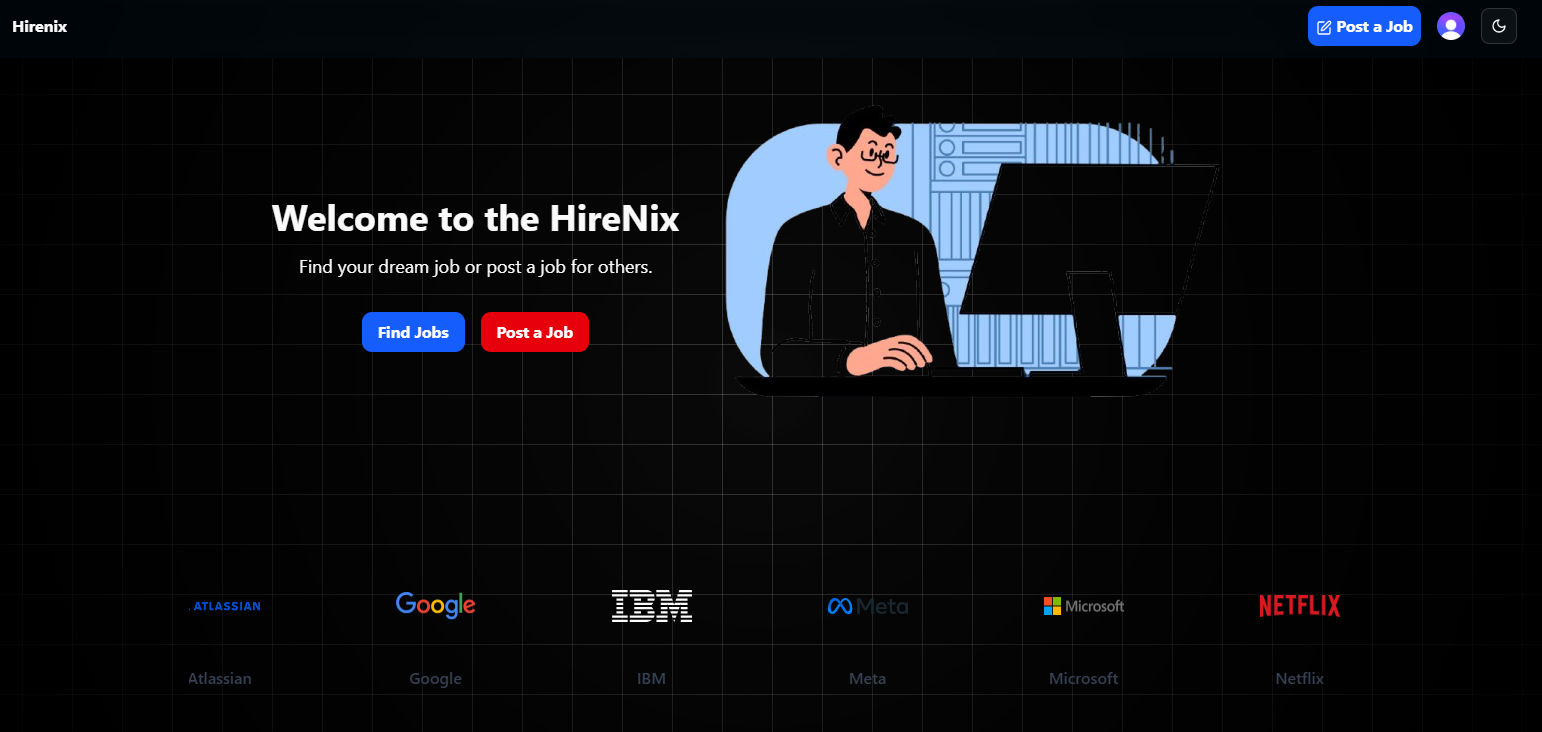 Hirenix
Post a Job
Welcome to the HireNix
Find your dream job or post a job for others.
Find Jobs
Post a Job
ATLASSIAN
Google
IBM
Meta
Microsoft
NETFLIX
Atlassian
Google
IBM
Meta
Microsoft
Netflix